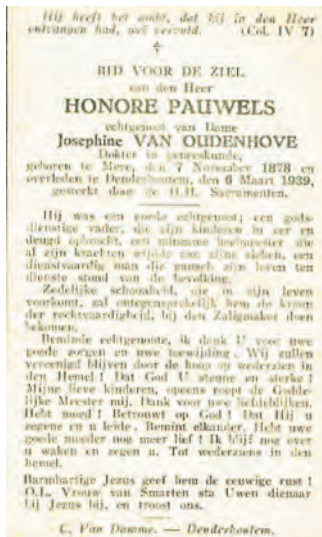 Hij heeft het ambt, dat hij in den Heer
ontvangen had, wel vervuld. (Col. IV 7)
†
BID VOOR DE ZIEL
van den Heer
HONORE PAUWELS
echtgenoot van Dame
Josephine VAN OUDENHOVE
Dokter in geneeskunde,
geboren te Mere, den 7 November 1878 en
overleden te Denderhoutem, den 6 Maart 1939,
gesterkt door de H.H. Sacramenten.
Hij was een goede echtgenoot; een gods-
dienstige vader, die zijn kinderen in eer en
deugd opbracht, een minzame heelmeester die
al zijn krachten wijdde aan zijne zieken, een
dienstvaardig man die gansch zijn leven ten
dienste stond van de bevolking.
Zedelijke schoonheid, die in zijn leven
voorkomt, zal ontegensprekelijk hem de kroon
der rechtvaardigheid, bij den Zaligmaker doen
bekomen.
Beminde echtgenoote, ik dank U voor uwe
goede zorgen en uwe toewijding. Wij zullen
vereenigd blijven door de hoop op wederzien in
den Hemel! Dat God U steune en sterke!
Mijne lieve kinderen, opeens roept de Godde-
lijke Meester mij. Dank voor uwe liefdeblijken.
Hebt moed! Betrouwt op God! Dat Hij u
zegene en u leide. Bemint elkander. Hebt uwe
goede moeder nog meer lief! Ik blijf nog over
u waken en zegen u. Tot wederziens in den
hemel.
Barmhartige Jezus geef hem de eeuwige rust!
O.L. Vrouw van Smarten sta Uwen dienaar
bij Jezus bij, en troost ons.
C. Van Damme. — Denderhoutem.